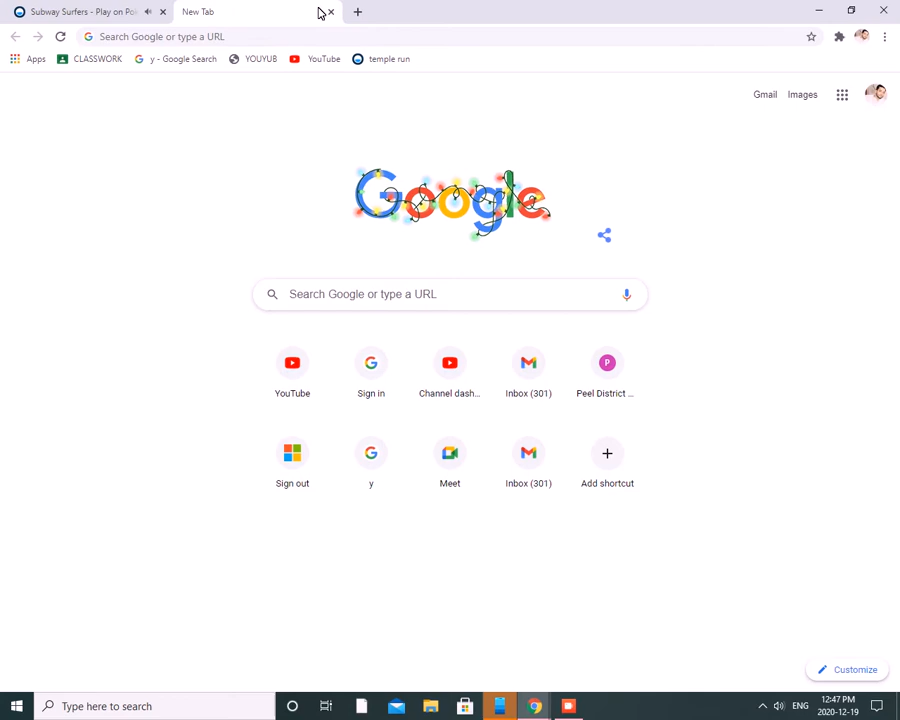 Subway Surfers - Play on Pok
New Tab
Search Google or type a URL
Apps CLASSWORK y - Google Search YOUYUB YouTube temple run
Gmail Images
Google
Search Google or type a URL
YouTube Sign in Channel dash... Inbox (301) P Peel District ...
Sign out y Meet Inbox (301) Add shortcut
Customize
Type here to search
ENG
12:47 PM
2020-12-19